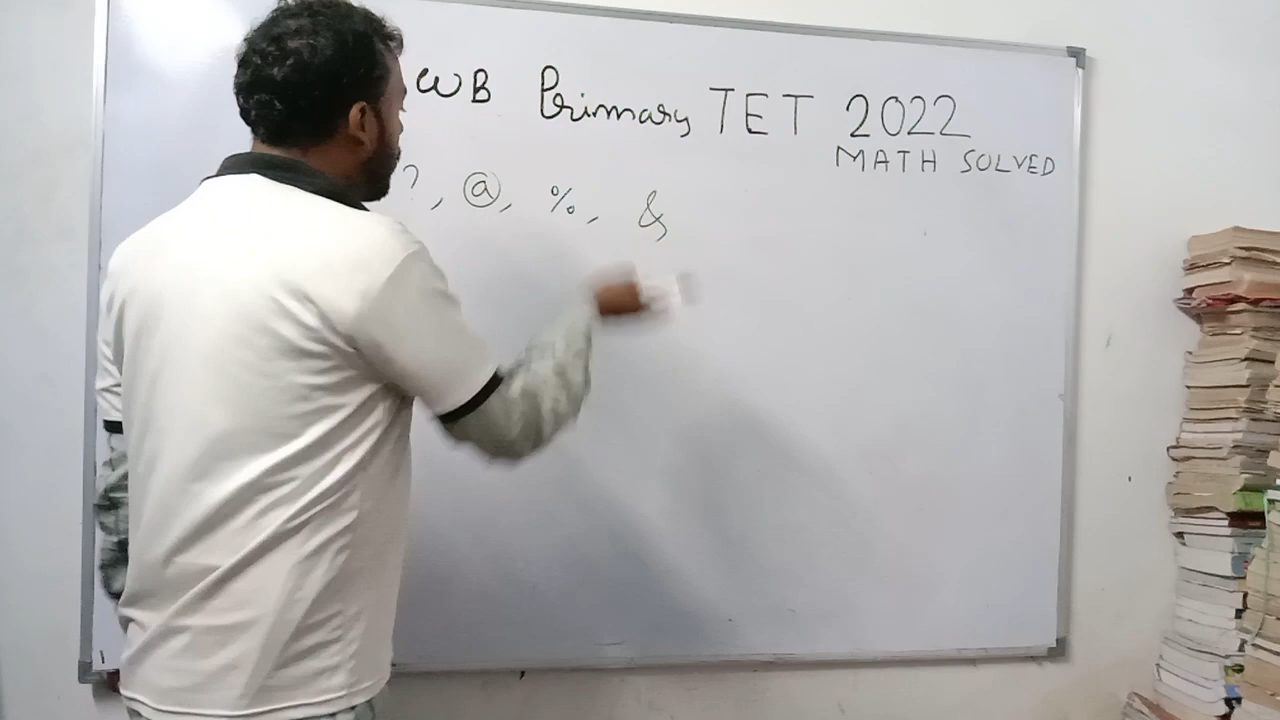 WB Primary TET 2022
MATH SOLVED
?, @, %, &